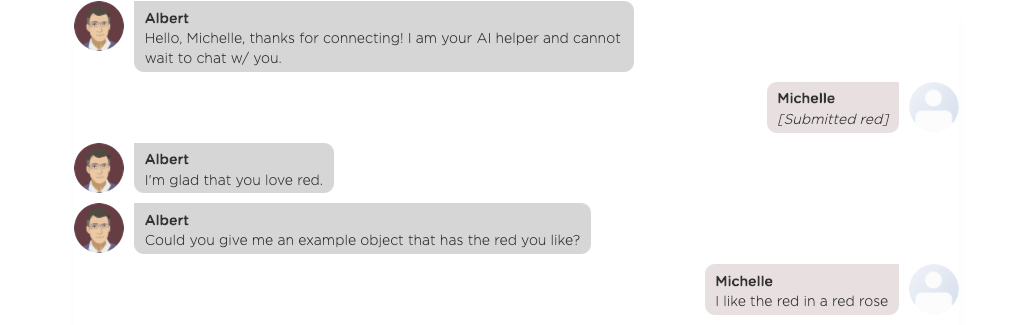 Albert
Hello, Michelle, thanks for connecting! I am your AI helper and cannot
wait to chat w/ you.
Michelle
[Submitted red]
Albert
I'm glad that you love red.
Albert
Could you give me an example object that has the red you like?
Michelle
I like the red in a red rose